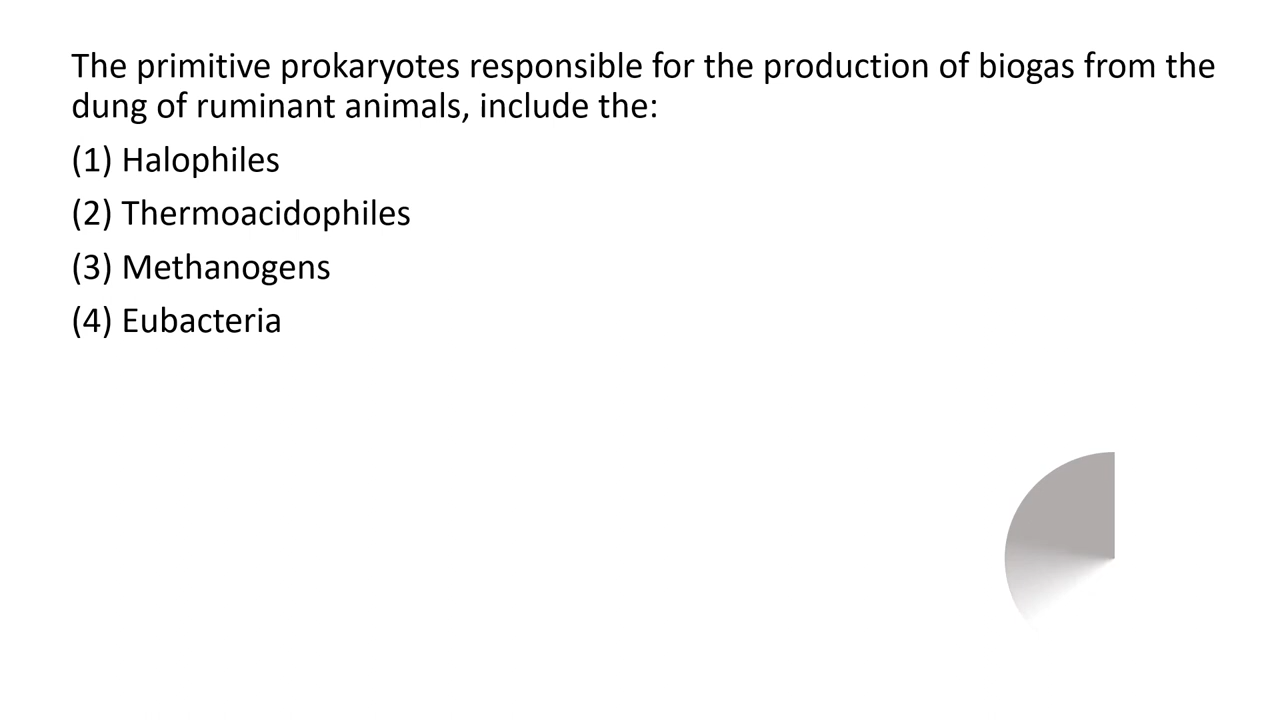 The primitive prokaryotes responsible for the production of biogas from the
dung of ruminant animals, include the:
(1) Halophiles
(2) Thermoacidophiles
(3) Methanogens
(4) Eubacteria